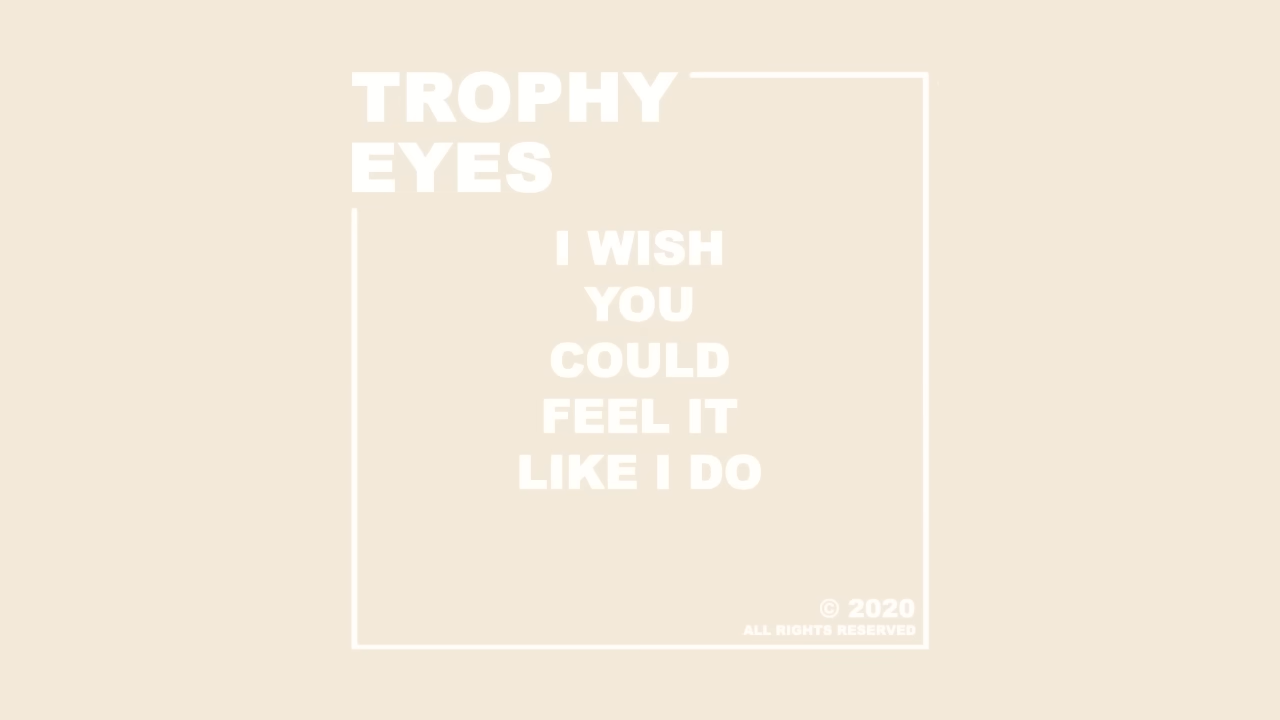 TROPHY
EYES
I WISH
YOU
COULD
FEEL IT
LIKE I DO
© 2020
ALL RIGHTS RESERVED